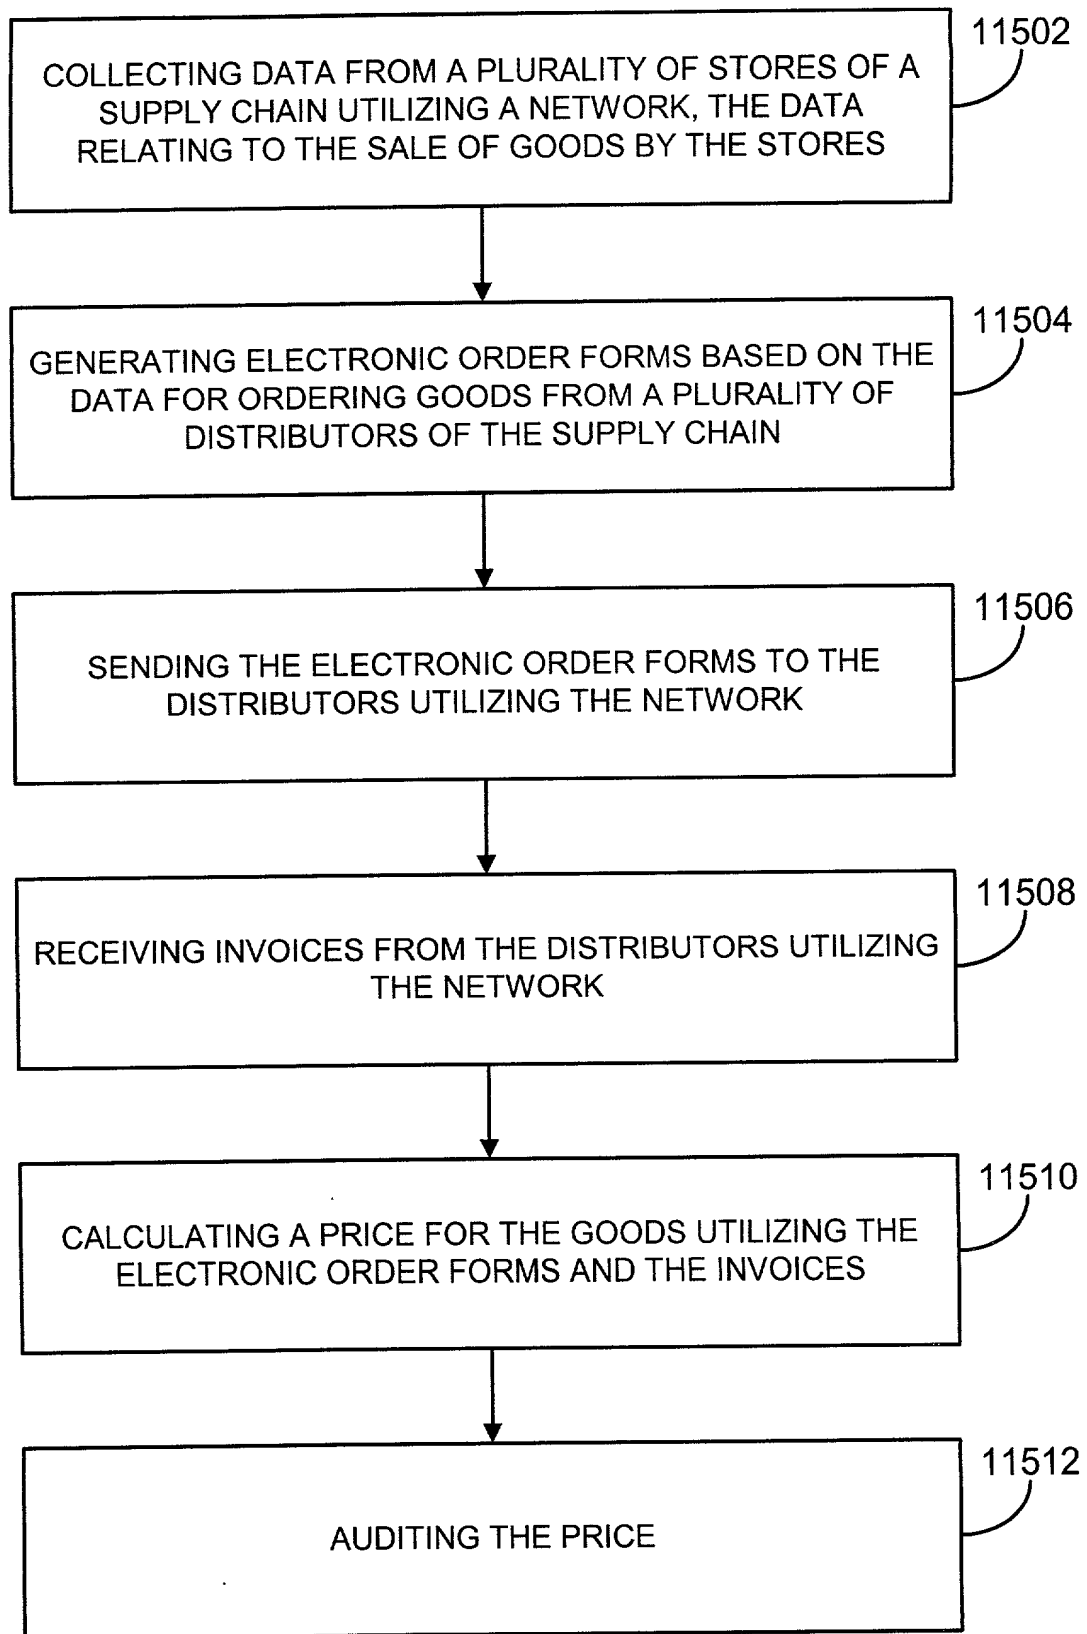 11502
COLLECTING DATA FROM A PLURALITY OF STORES OF A
SUPPLY CHAIN UTILIZING A NETWORK, THE DATA
RELATING TO THE SALE OF GOODS BY THE STORES
11504
GENERATING ELECTRONIC ORDER FORMS BASED ON THE
DATA FOR ORDERING GOODS FROM A PLURALITY OF
DISTRIBUTORS OF THE SUPPLY CHAIN
11506
SENDING THE ELECTRONIC ORDER FORMS TO THE
DISTRIBUTORS UTILIZING THE NETWORK
11508
RECEIVING INVOICES FROM THE DISTRIBUTORS UTILIZING
THE NETWORK
11510
CALCULATING A PRICE FOR THE GOODS UTILIZING THE
ELECTRONIC ORDER FORMS AND THE INVOICES
11512
AUDITING THE PRICE